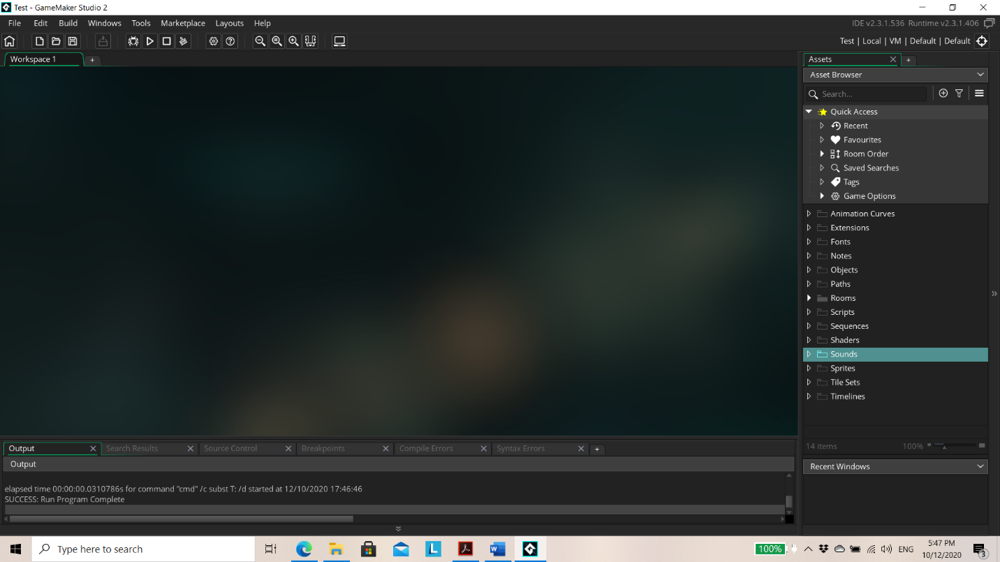 Test - GameMaker Studio 2
File Edit Build Windows Tools Marketplace Layouts Help
IDE v2.3.1.536 Runtime v2.3.1.406
Test | Local | VM | Default | Default
Workspace 1 +
Assets +
Asset Browser
Search...
Quick Access
Recent
Favourites
Room Order
Saved Searches
Tags
Game Options
Animation Curves
Extensions
Fonts
Notes
Objects
Paths
Rooms
Scripts
Sequences
Shaders
Sounds
Sprites
Tile Sets
Timelines
14 items 100%
Recent Windows
Output Search Results Source Control Breakpoints Compile Errors Syntax Errors +
Output
elapsed time 00:00:00.0310786s for command "cmd" /c subst T: /d started at 12/10/2020 17:46:46
SUCCESS: Run Program Complete
Type here to search
100%
ENG
5:47 PM
10/12/2020
3